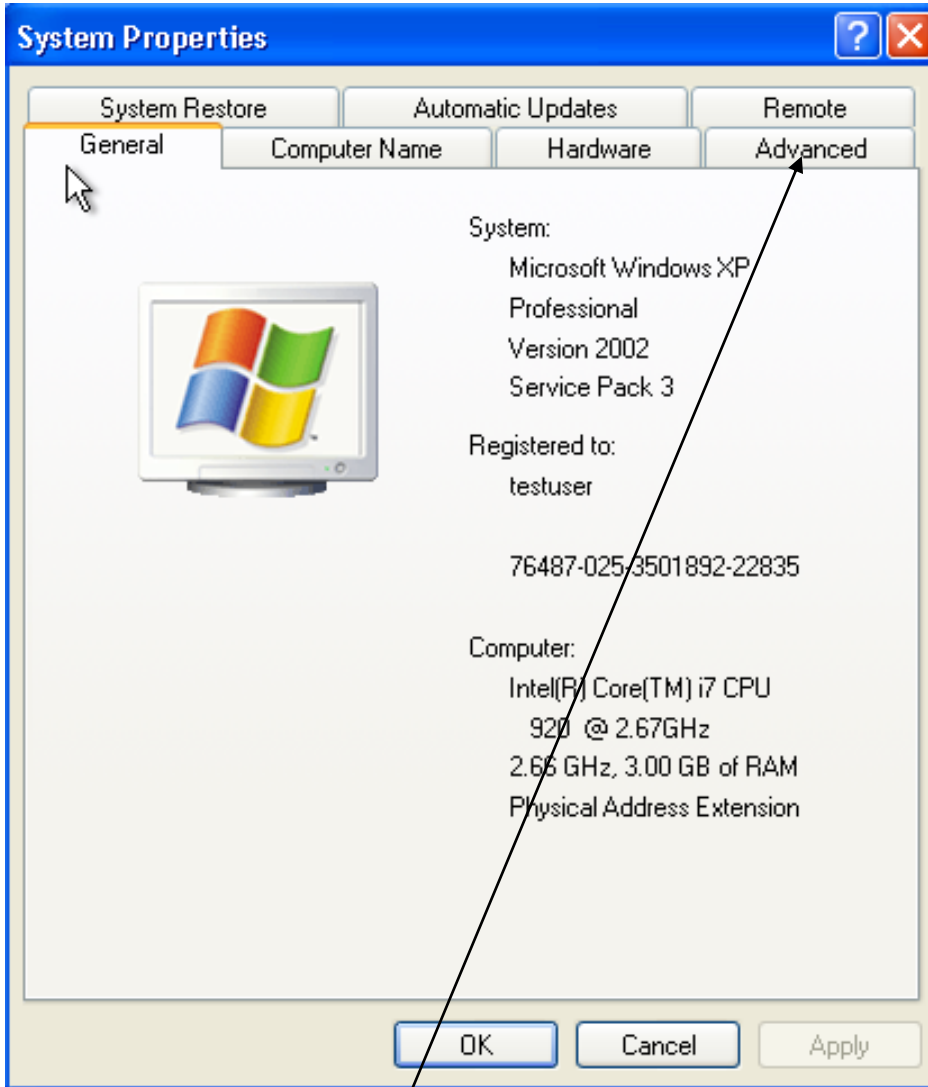 System Properties
System Restore Automatic Updates Remote
General Computer Name Hardware Advanced
System:
Microsoft Windows XP
Professional
Version 2002
Service Pack 3
Registered to:
testuser
76487-025-3501892-22835
Computer:
Intel(R) Core(TM) i7 CPU
920 @ 2.67GHz
2.66 GHz, 3.00 GB of RAM
Physical Address Extension
OK Cancel Apply